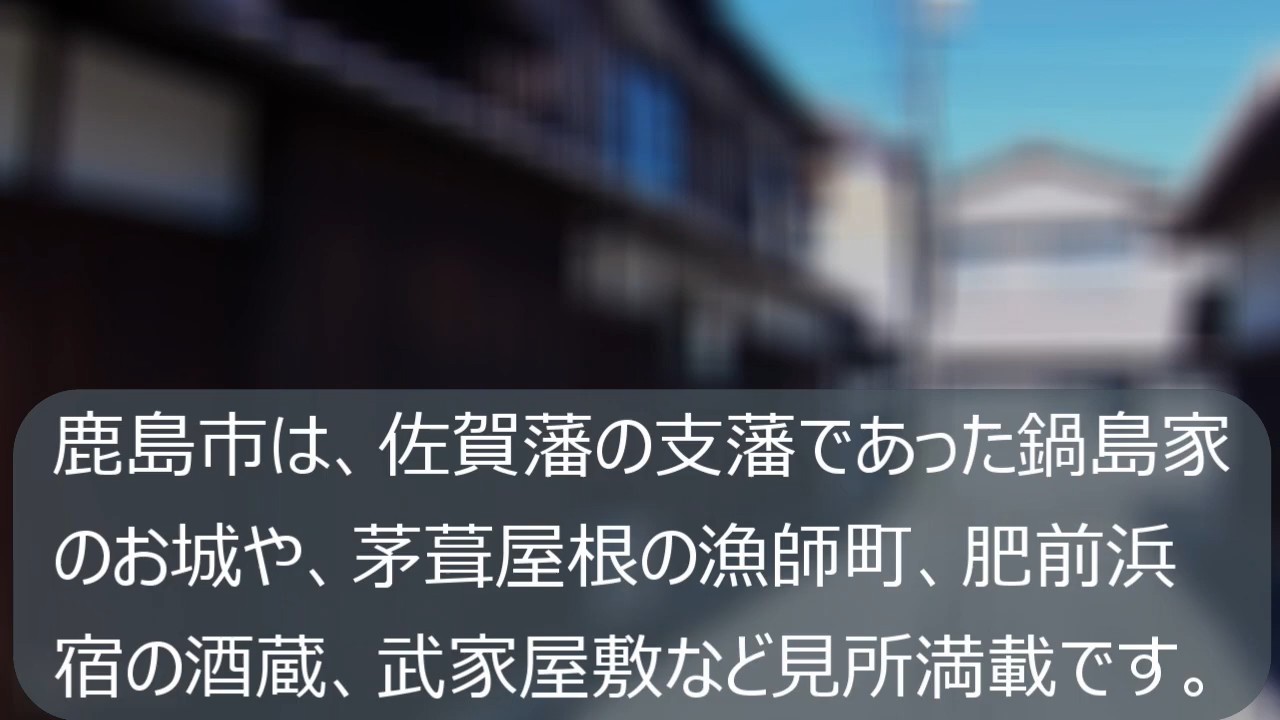 鹿島市は、佐賀藩の支藩であった鍋島家
のお城や、茅葺屋根の漁師町、肥前浜
宿の酒蔵、武家屋敷など見所満載です。